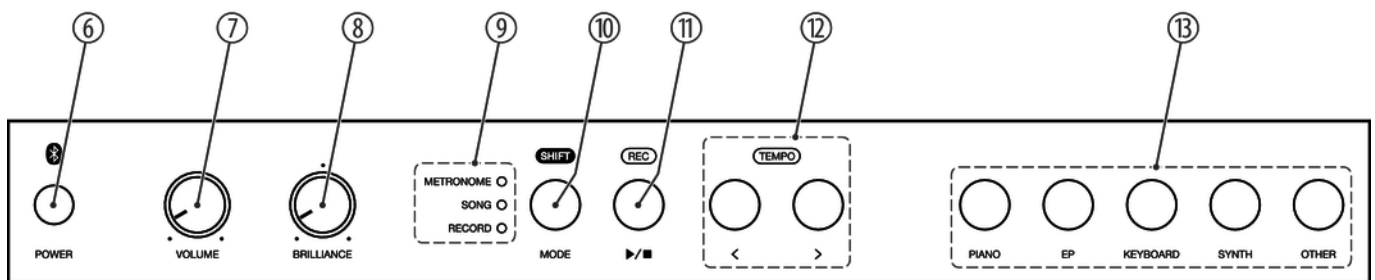 ⑥ ⑦ ⑧ ⑨ ⑩ ⑪ ⑫ ⑬
SHIFT REC TEMPO
METRONOME
SONG
RECORD
POWER VOLUME BRILLIANCE MODE ▶/■ < > PIANO EP KEYBOARD SYNTH OTHER